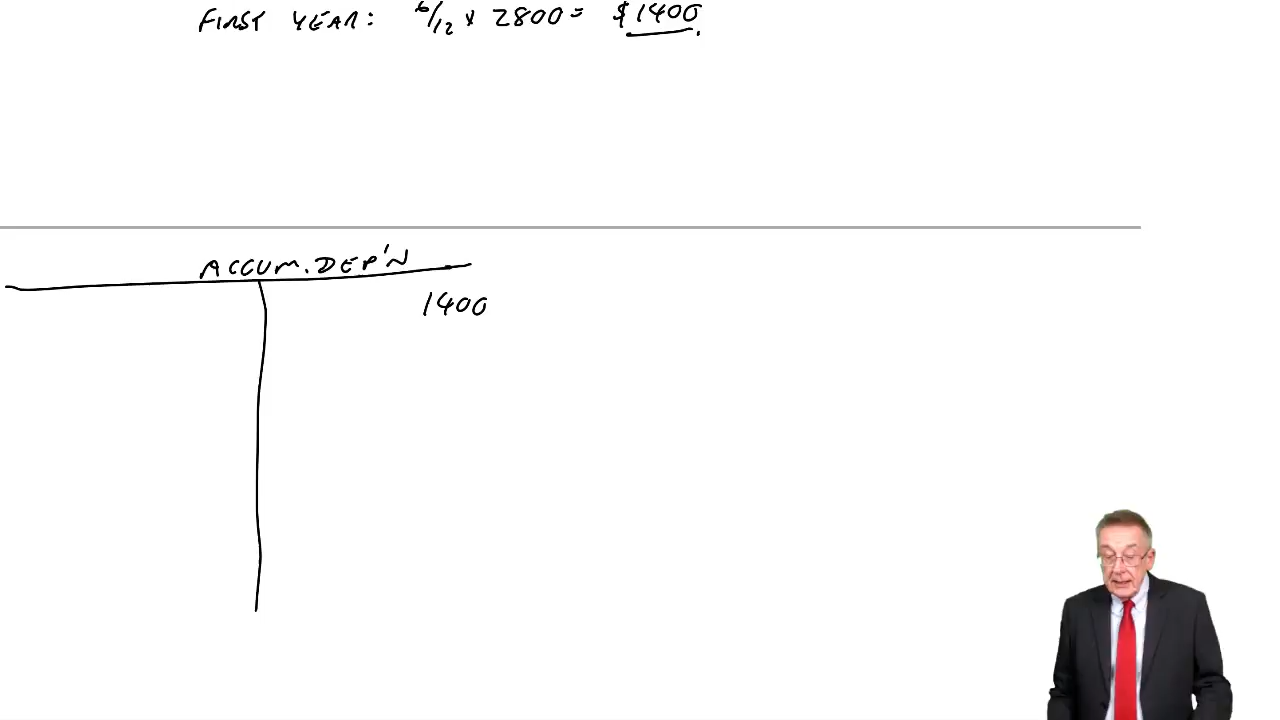 FIRST YEAR: 6/12 x 2800 = $1400
ACCUM. DEP'N
1400